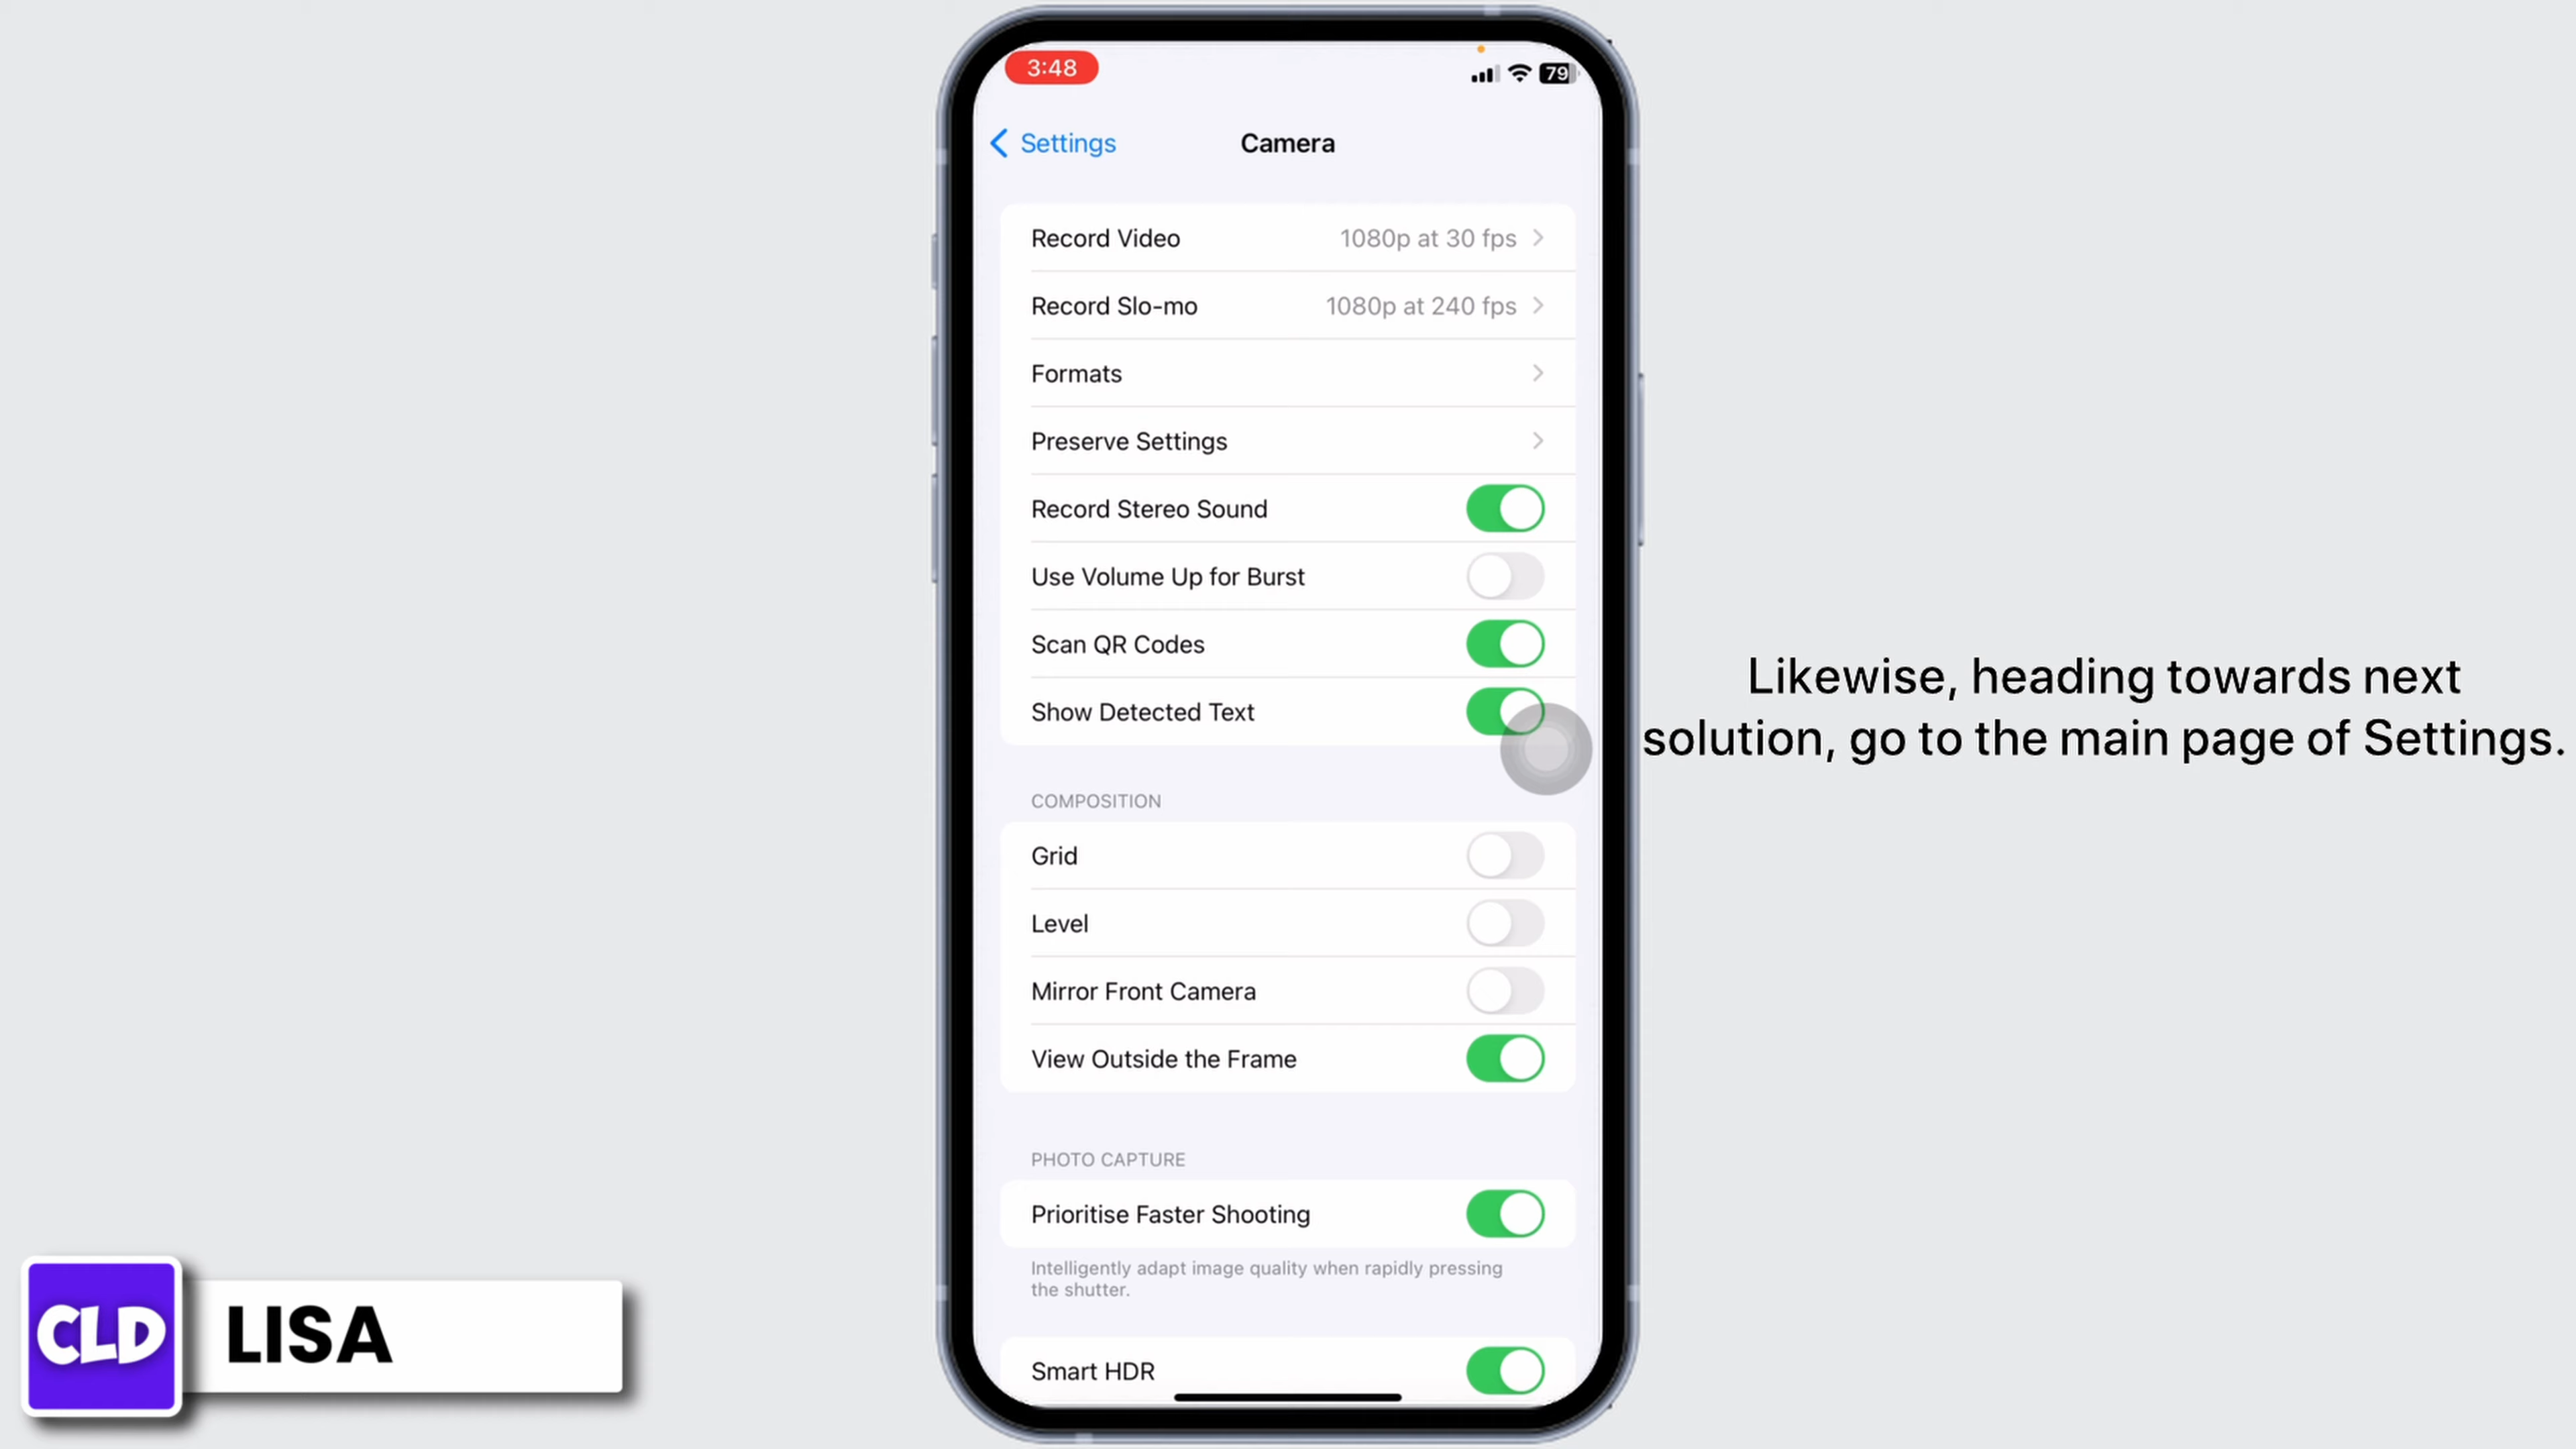 3:48
79
Settings
Camera
Record Video 1080p at 30 fps
Record Slo-mo 1080p at 240 fps
Formats
Preserve Settings
Record Stereo Sound
Use Volume Up for Burst
Scan QR Codes
Show Detected Text
COMPOSITION
Grid
Level
Mirror Front Camera
View Outside the Frame
PHOTO CAPTURE
Prioritise Faster Shooting
Intelligently adapt image quality when rapidly pressing
the shutter.
Smart HDR
Likewise, heading towards next
solution, go to the main page of Settings.
CLD
LISA